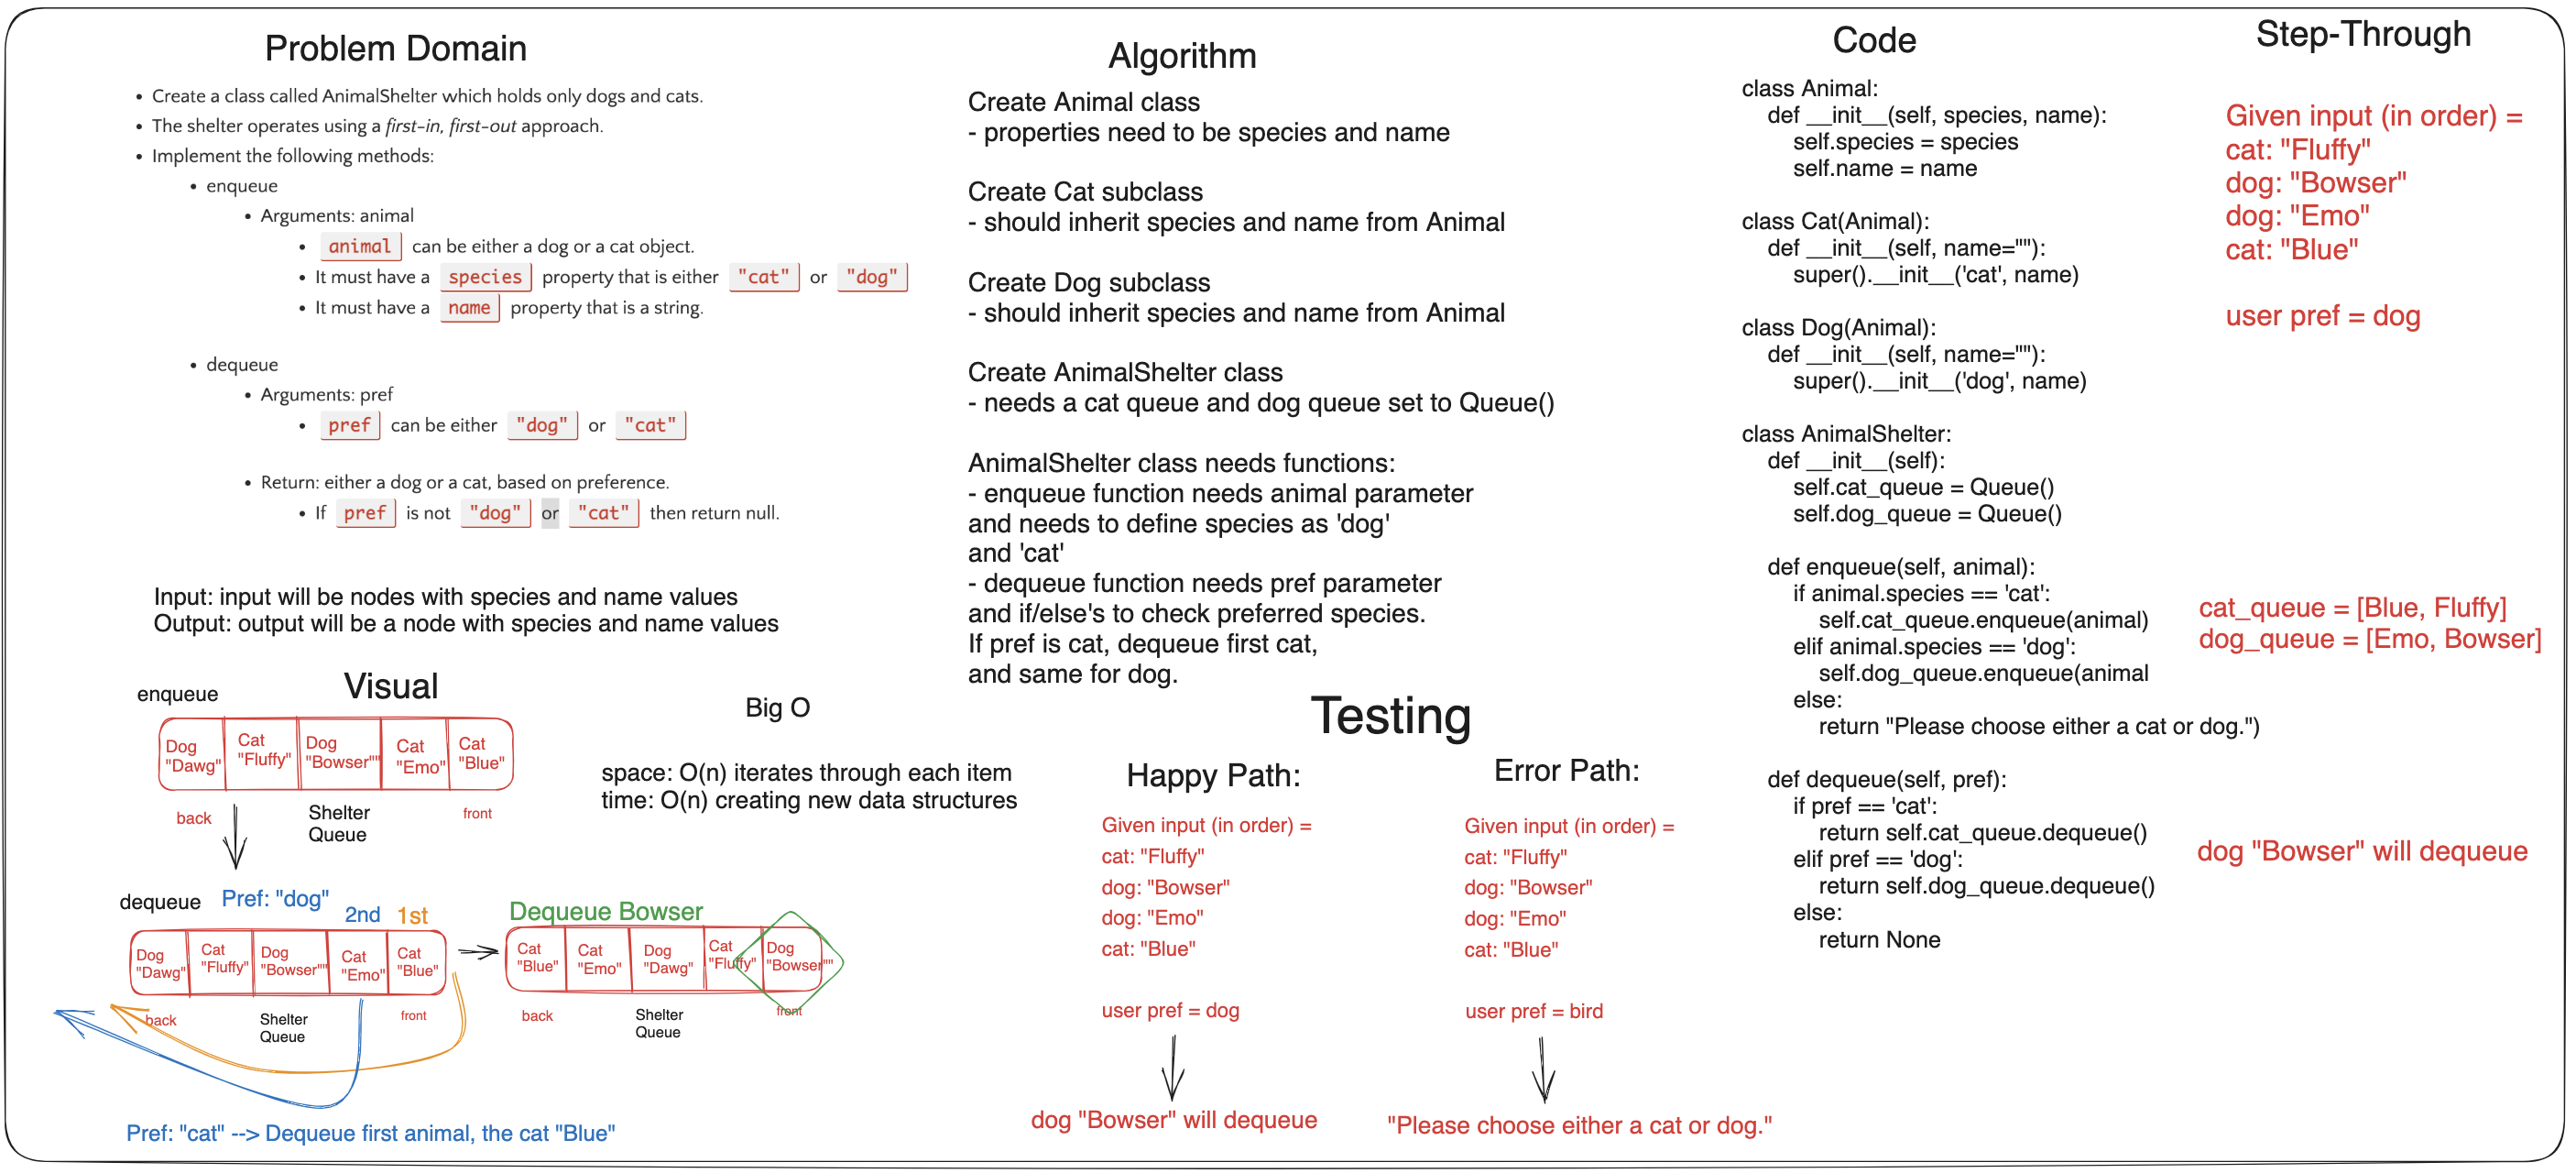 Problem Domain
• Create a class called AnimalShelter which holds only dogs and cats.
• The shelter operates using a first-in, first-out approach.
• Implement the following methods:
• enqueue
• Arguments: animal
• animal can be either a dog or a cat object.
• It must have a species property that is either "cat" or "dog"
• It must have a name property that is a string.
• dequeue
• Arguments: pref
• pref can be either "dog" or "cat"
• Return: either a dog or a cat, based on preference.
• If pref is not "dog" or "cat" then return null.
Input: input will be nodes with species and name values
Output: output will be a node with species and name values
Visual
enqueue
Dog
"Dawg"
Cat
"Fluffy"
Dog
"Bowser""
Cat
"Emo"
Cat
"Blue"
back
Shelter
Queue
front
dequeue
Pref: "dog"
2nd
1st
Dog
"Dawg"
Cat
"Fluffy"
Dog
"Bowser""
Cat
"Emo"
Cat
"Blue"
back
Shelter
Queue
front
Dequeue Bowser
Cat
"Blue"
Cat
"Emo"
Dog
"Dawg"
Cat
"Fluffy"
Dog
"Bowser""
back
Shelter
Queue
front
Pref: "cat" --> Dequeue first animal, the cat "Blue"
Big O
space: O(n) iterates through each item
time: O(n) creating new data structures
Algorithm
Create Animal class
- properties need to be species and name
Create Cat subclass
- should inherit species and name from Animal
Create Dog subclass
- should inherit species and name from Animal
Create AnimalShelter class
- needs a cat queue and dog queue set to Queue()
AnimalShelter class needs functions:
- enqueue function needs animal parameter
and needs to define species as 'dog'
and 'cat'
- dequeue function needs pref parameter
and if/else's to check preferred species.
If pref is cat, dequeue first cat,
and same for dog.
Testing
Happy Path:
Given input (in order) =
cat: "Fluffy"
dog: "Bowser"
dog: "Emo"
cat: "Blue"
user pref = dog
dog "Bowser" will dequeue
Error Path:
Given input (in order) =
cat: "Fluffy"
dog: "Bowser"
dog: "Emo"
cat: "Blue"
user pref = bird
"Please choose either a cat or dog."
Code
class Animal:
def __init__(self, species, name):
self.species = species
self.name = name
class Cat(Animal):
def __init__(self, name=""):
super().__init__('cat', name)
class Dog(Animal):
def __init__(self, name=""):
super().__init__('dog', name)
class AnimalShelter:
def __init__(self):
self.cat_queue = Queue()
self.dog_queue = Queue()
def enqueue(self, animal):
if animal.species == 'cat':
self.cat_queue.enqueue(animal)
elif animal.species == 'dog':
self.dog_queue.enqueue(animal
else:
return "Please choose either a cat or dog.")
def dequeue(self, pref):
if pref == 'cat':
return self.cat_queue.dequeue()
elif pref == 'dog':
return self.dog_queue.dequeue()
else:
return None
Step-Through
Given input (in order) =
cat: "Fluffy"
dog: "Bowser"
dog: "Emo"
cat: "Blue"
user pref = dog
cat_queue = [Blue, Fluffy]
dog_queue = [Emo, Bowser]
dog "Bowser" will dequeue